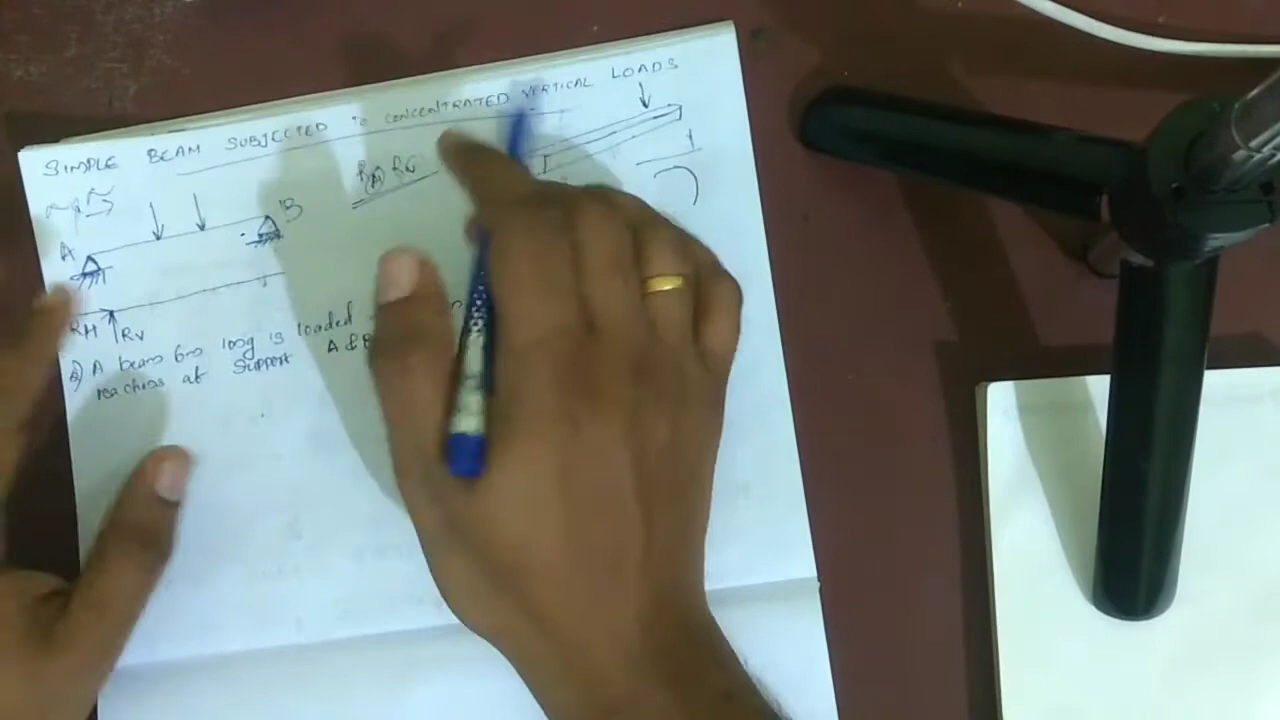 SIMPLE BEAM SUBJECTED TO CONCENTRATED VERTICAL LOADS
A B
RH RV
A beam 6m long is loaded
A & B
reactions at Support